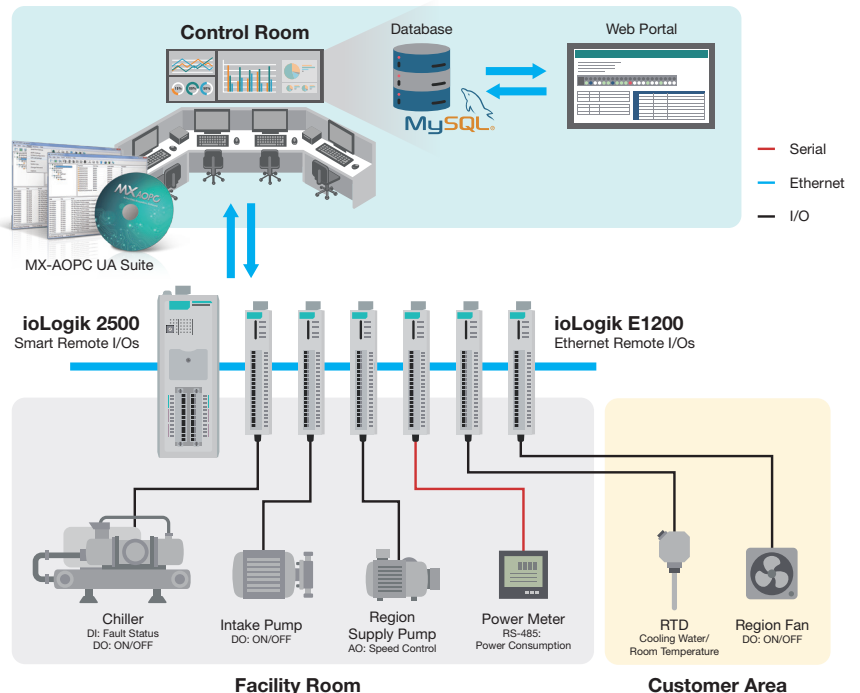 Control Room
Database
Web Portal
MySQL®
Serial
Ethernet
I/O
MX-AOPC
MX-AOPC UA Suite
ioLogik 2500
Smart Remote I/Os
ioLogik E1200
Ethernet Remote I/Os
Chiller
DI: Fault Status
DO: ON/OFF
Intake Pump
DO: ON/OFF
Region
Supply Pump
AO: Speed Control
Power Meter
RS-485:
Power Consumption
RTD
Cooling Water/
Room Temperature
Region Fan
DO: ON/OFF
Facility Room
Customer Area